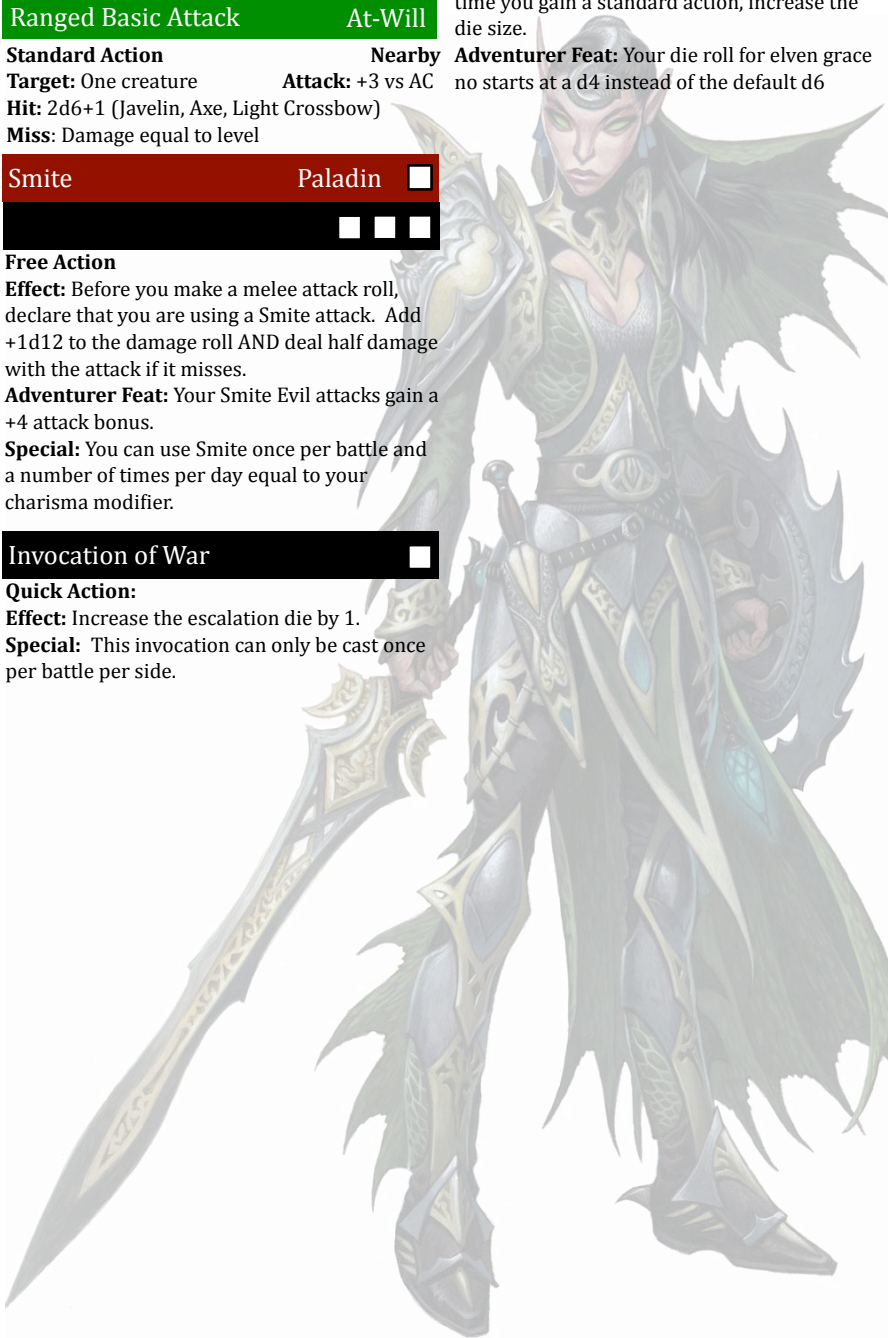 Ranged Basic Attack At-Will
Standard Action Nearby
Target: One creature Attack: +3 vs AC
Hit: 2d6+1 (Javelin, Axe, Light Crossbow)
Miss: Damage equal to level
Smite Paladin
Free Action
Effect: Before you make a melee attack roll,
declare that you are using a Smite attack. Add
+1d12 to the damage roll AND deal half damage
with the attack if it misses.
Adventurer Feat: Your Smite Evil attacks gain a
+4 attack bonus.
Special: You can use Smite once per battle and
a number of times per day equal to your
charisma modifier.
Invocation of War
Quick Action:
Effect: Increase the escalation die by 1.
Special: This invocation can only be cast once
per battle per side.
time you gain a standard action, increase the
die size.
Adventurer Feat: Your die roll for elven grace
no starts at a d4 instead of the default d6